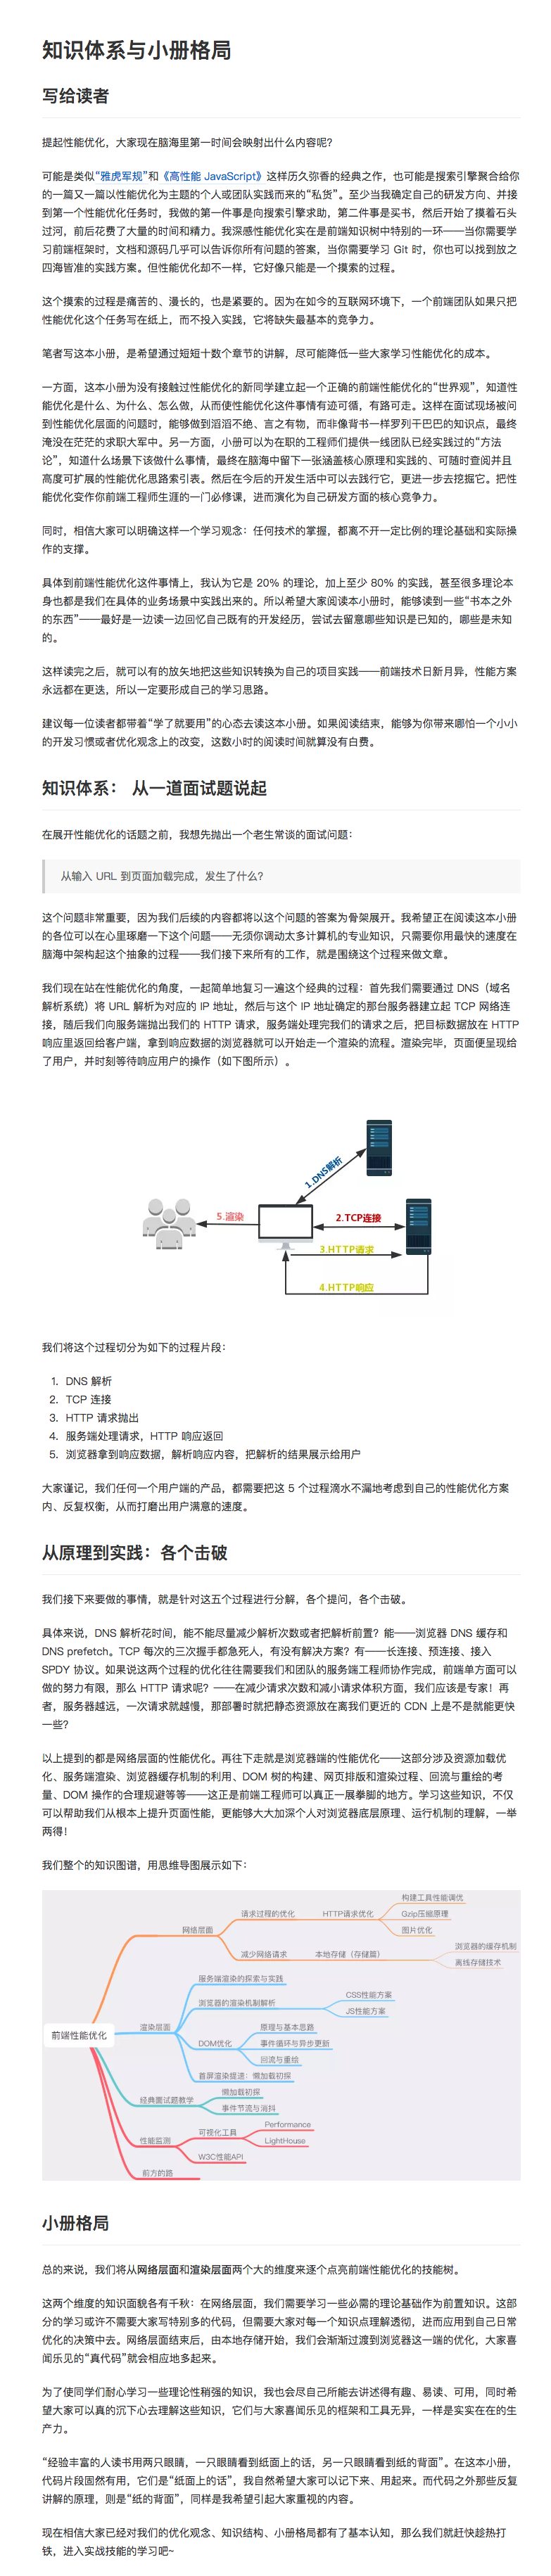 知识体系与小册格局
写给读者
提起性能优化，大家现在脑海里第一时间会映射出什么内容呢？
可能是类似“雅虎军规”和《高性能 JavaScript》这样历久弥香的经典之作，也可能是搜索引擎聚合给你
的一篇又一篇以性能优化为主题的个人或团队实践而来的“私货”。至少当我确定自己的研发方向、并接
到第一个性能优化任务时，我做的第一件事是向搜索引擎求助，第二件事是买书，然后开始了摸着石头
过河，前后花费了大量的时间和精力。我深感性能优化实在是前端知识树中特别的一环——当你需要学
习前端框架时，文档和源码几乎可以告诉你所有问题的答案，当你需要学习 Git 时，你也可以找到放之
四海皆准的实践方案。但性能优化却不一样，它好像只能是一个摸索的过程。
这个摸索的过程是痛苦的、漫长的，也是紧要的。因为在如今的互联网环境下，一个前端团队如果只把
性能优化这个任务写在纸上，而不投入实践，它将缺失最基本的竞争力。
笔者写这本小册，是希望通过短短十数个章节的讲解，尽可能降低一些大家学习性能优化的成本。
一方面，这本小册为没有接触过性能优化的新同学建立起一个正确的前端性能优化的“世界观”，知道性
能优化是什么、为什么、怎么做，从而使性能优化这件事情有迹可循，有路可走。这样在面试现场被问
到性能优化层面的问题时，能够做到滔滔不绝、言之有物，而非像背书一样罗列干巴巴的知识点，最终
淹没在茫茫的求职大军中。另一方面，小册可以为在职的工程师们提供一线团队已经实践过的“方法
论”，知道什么场景下该做什么事情，最终在脑海中留下一张涵盖核心原理和实践的、可随时查阅并且
高度可扩展的性能优化思路索引表。然后在今后的开发生活中可以去践行它，更进一步去挖掘它。把性
能优化变作你前端工程师生涯的一门必修课，进而演化为自己研发方面的核心竞争力。
同时，相信大家可以明确这样一个学习观念：任何技术的掌握，都离不开一定比例的理论基础和实际操
作的支撑。
具体到前端性能优化这件事情上，我认为它是 20% 的理论，加上至少 80% 的实践，甚至很多理论本
身也都是我们在具体的业务场景中实践出来的。所以希望大家阅读本小册时，能够读到一些“书本之外
的东西”——最好是一边读一边回忆自己既有的开发经历，尝试去留意哪些知识是已知的，哪些是未知
的。
这样读完之后，就可以有的放矢地把这些知识转换为自己的项目实践——前端技术日新月异，性能方案
永远都在更迭，所以一定要形成自己的学习思路。
建议每一位读者都带着“学了就要用”的心态去读这本小册。如果阅读结束，能够为你带来哪怕一个小小
的开发习惯或者优化观念上的改变，这数小时的阅读时间就算没有白费。
知识体系： 从一道面试题说起
在展开性能优化的话题之前，我想先抛出一个老生常谈的面试问题：
从输入 URL 到页面加载完成，发生了什么？
这个问题非常重要，因为我们后续的内容都将以这个问题的答案为骨架展开。我希望正在阅读这本小册
的各位可以在心里琢磨一下这个问题——无须你调动太多计算机的专业知识，只需要你用最快的速度在
脑海中架构起这个抽象的过程——我们接下来所有的工作，就是围绕这个过程来做文章。
我们现在站在性能优化的角度，一起简单地复习一遍这个经典的过程：首先我们需要通过 DNS（域名
解析系统）将 URL 解析为对应的 IP 地址，然后与这个 IP 地址确定的那台服务器建立起 TCP 网络连
接，随后我们向服务端抛出我们的 HTTP 请求，服务端处理完我们的请求之后，把目标数据放在 HTTP
响应里返回给客户端，拿到响应数据的浏览器就可以开始走一个渲染的流程。渲染完毕，页面便呈现给
了用户，并时刻等待响应用户的操作（如下图所示）。
1.DNS解析
5.渲染
2.TCP连接
3.HTTP请求
4.HTTP响应
我们将这个过程切分为如下的过程片段：
1. DNS 解析
2. TCP 连接
3. HTTP 请求抛出
4. 服务端处理请求，HTTP 响应返回
5. 浏览器拿到响应数据，解析响应内容，把解析的结果展示给用户
大家谨记，我们任何一个用户端的产品，都需要把这 5 个过程滴水不漏地考虑到自己的性能优化方案
内、反复权衡，从而打磨出用户满意的速度。
从原理到实践：各个击破
我们接下来要做的事情，就是针对这五个过程进行分解，各个提问，各个击破。
具体来说，DNS 解析花时间，能不能尽量减少解析次数或者把解析前置？能——浏览器 DNS 缓存和
DNS prefetch。TCP 每次的三次握手都急死人，有没有解决方案？有——长连接、预连接、接入
SPDY 协议。如果说这两个过程的优化往往需要我们和团队的服务端工程师协作完成，前端单方面可以
做的努力有限，那么 HTTP 请求呢？——在减少请求次数和减小请求体积方面，我们应该是专家！再
者，服务器越远，一次请求就越慢，那部署时就把静态资源放在离我们更近的 CDN 上是不是就能更快
一些？
以上提到的都是网络层面的性能优化。再往下走就是浏览器端的性能优化——这部分涉及资源加载优
化、服务端渲染、浏览器缓存机制的利用、DOM 树的构建、网页排版和渲染过程、回流与重绘的考
量、DOM 操作的合理规避等等——这正是前端工程师可以真正一展拳脚的地方。学习这些知识，不仅
可以帮助我们从根本上提升页面性能，更能够大大加深个人对浏览器底层原理、运行机制的理解，一举
两得！
我们整个的知识图谱，用思维导图展示如下：
构建工具性能调优
请求过程的优化
HTTP请求优化
Gzip压缩原理
网络层面
图片优化
浏览器的缓存机制
减少网络请求
本地存储（存储篇）
离线存储技术
服务端渲染的探索与实践
CSS性能方案
浏览器的渲染机制解析
JS性能方案
前端性能优化
渲染层面
原理与基本思路
DOM优化
事件循环与异步更新
回流与重绘
首屏渲染提速：懒加载初探
懒加载初探
经典面试题教学
事件节流与消抖
Performance
可视化工具
性能监测
LightHouse
W3C性能API
前方的路
小册格局
总的来说，我们将从网络层面和渲染层面两个大的维度来逐个点亮前端性能优化的技能树。
这两个维度的知识面貌各有千秋：在网络层面，我们需要学习一些必需的理论基础作为前置知识。这部
分的学习或许不需要大家写特别多的代码，但需要大家对每一个知识点理解透彻，进而应用到自己日常
优化的决策中去。网络层面结束后，由本地存储开始，我们会渐渐过渡到浏览器这一端的优化，大家喜
闻乐见的“真代码”就会相应地多起来。
为了使同学们耐心学习一些理论性稍强的知识，我也会尽自己所能去讲述得有趣、易读、可用，同时希
望大家可以真的沉下心去理解这些知识，它们与大家喜闻乐见的框架和工具无异，一样是实实在在的生
产力。
“经验丰富的人读书用两只眼睛，一只眼睛看到纸面上的话，另一只眼睛看到纸的背面”。在这本小册，
代码片段固然有用，它们是“纸面上的话”，我自然希望大家可以记下来、用起来。而代码之外那些反复
讲解的原理，则是“纸的背面”，同样是我希望引起大家重视的内容。
现在相信大家已经对我们的优化观念、知识结构、小册格局都有了基本认知，那么我们就赶快趁热打
铁，进入实战技能的学习吧~